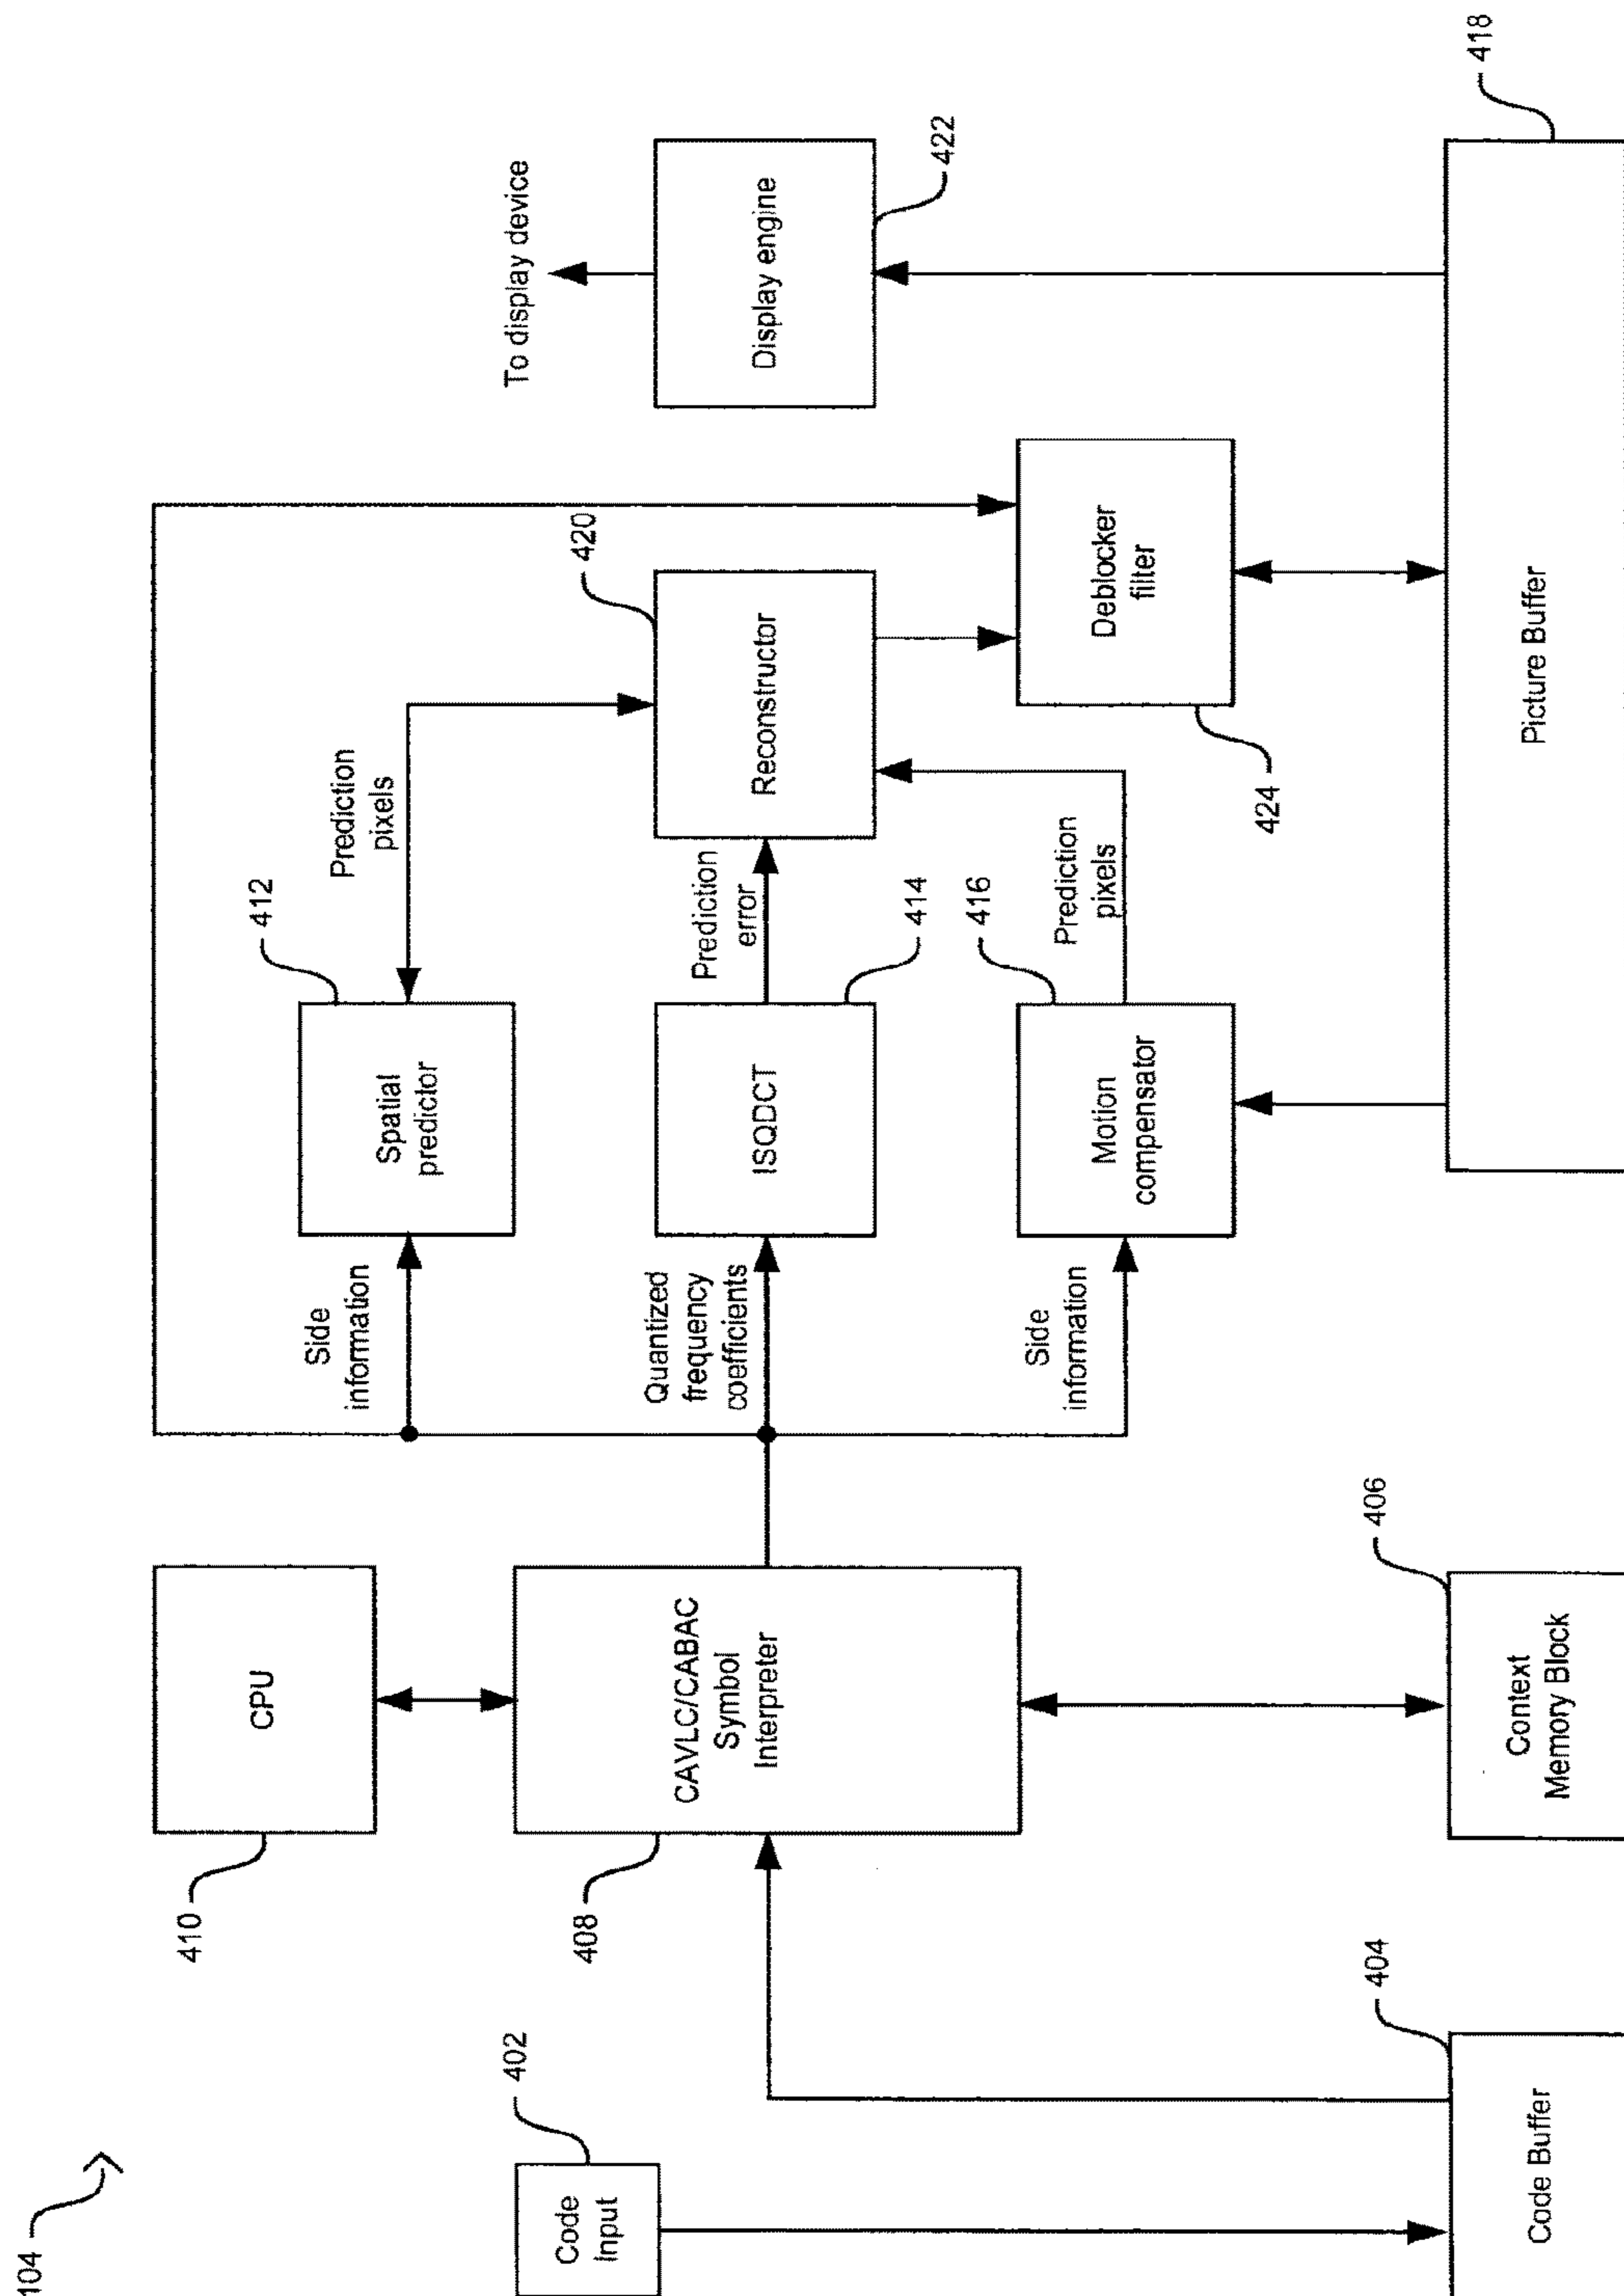 104
402
Code
Input
404
Code Buffer
410
CPU
408
CAVLC/CABAC
Symbol
Interpreter
406
Context
Memory Block
Side
information
Quantized
frequency
coefficients
Side
information
412
Spatial
predictor
ISQDCT
414
416
Motion
compensator
Prediction
pixels
Prediction
error
Prediction
pixels
420
Reconstructor
Deblocker
filter
424
To display device
Display engine
422
Picture Buffer
418